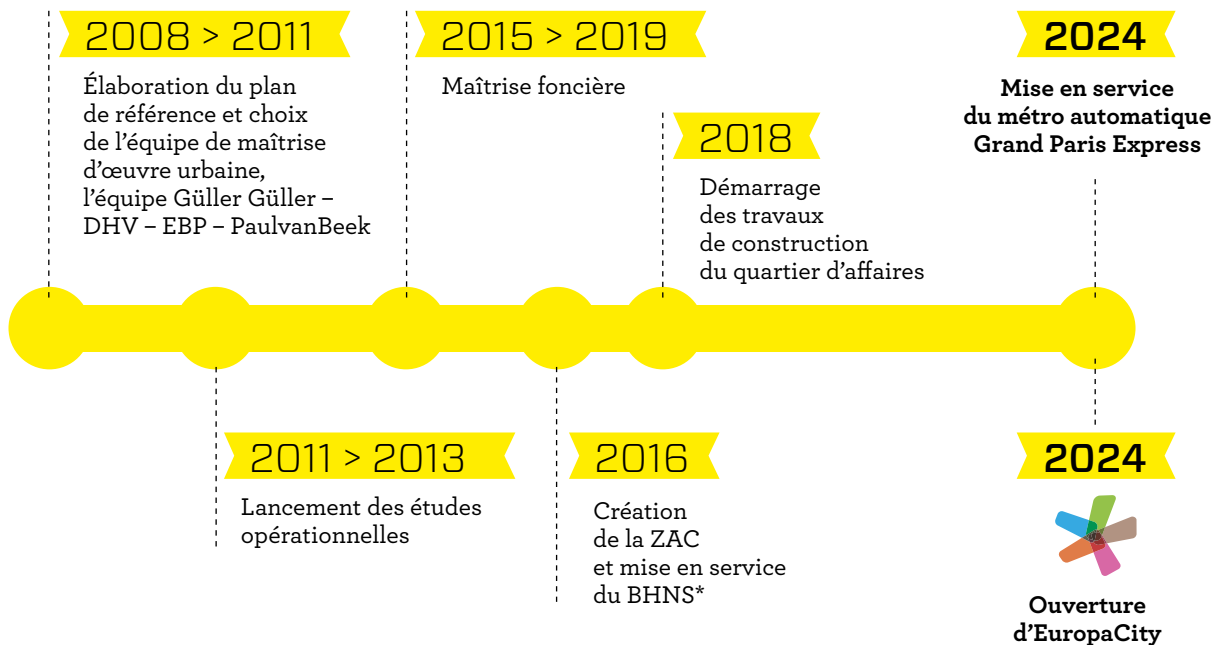 2008 > 2011
Élaboration du plan
de référence et choix
de l’équipe de maîtrise
d’œuvre urbaine,
l’équipe Güller Güller –
DHV – EBP – PaulvanBeek
2015 > 2019
Maîtrise foncière
2018
Démarrage
des travaux
de construction
du quartier d’affaires
2024
Mise en service
du métro automatique
Grand Paris Express
2011 > 2013
Lancement des études
opérationnelles
2016
Création
de la ZAC
et mise en service
du BHNS*
2024
Ouverture
d’EuropaCity